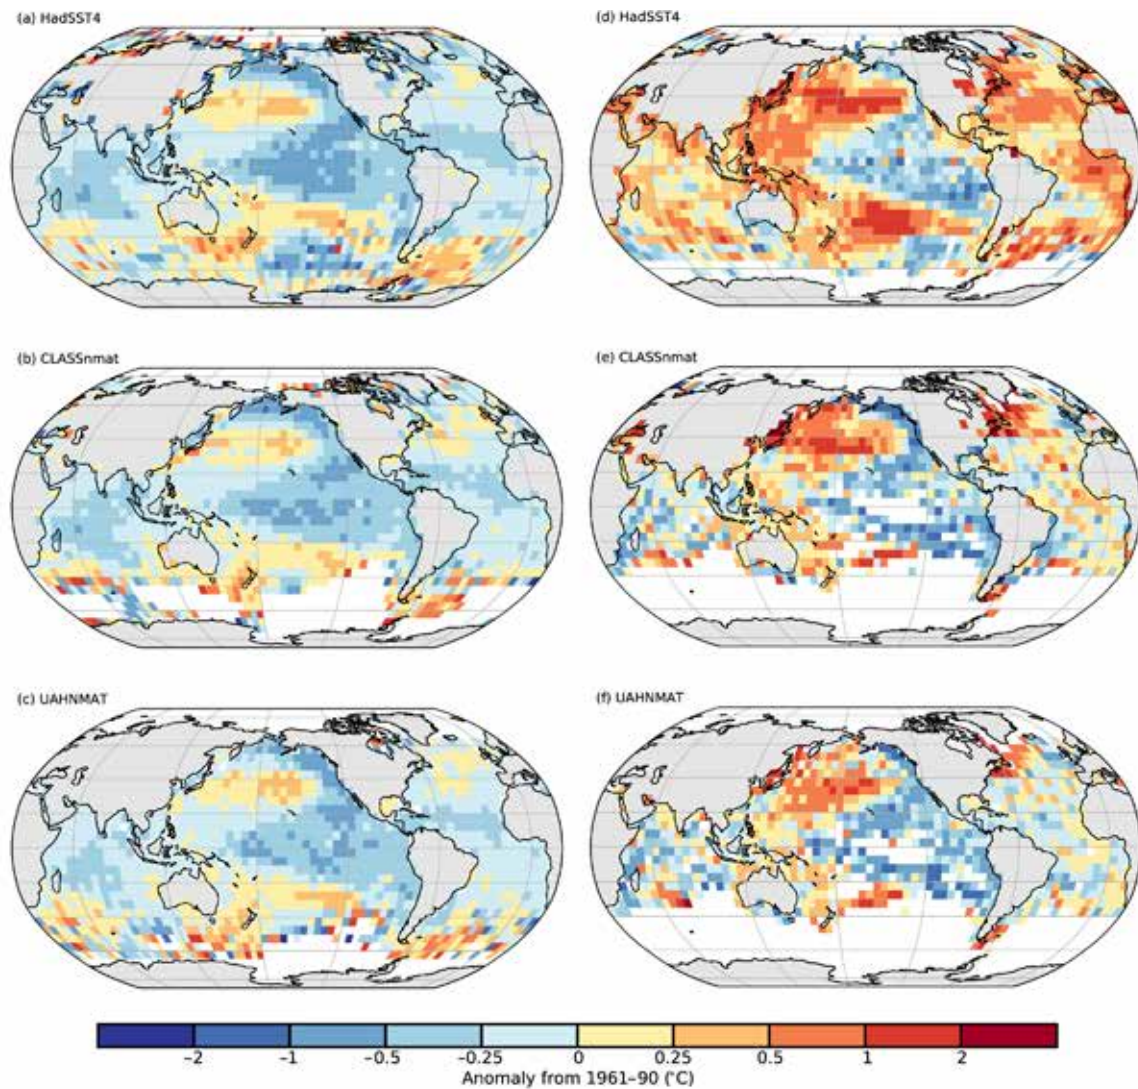 (a) HadSST4
(d) HadSST4
(b) CLASSnmat
(e) CLASSnmat
(c) UAHNMAT
(f) UAHNMAT
−2 −1 −0.5 −0.25 0 0.25 0.5 1 2
Anomaly from 1961–90 (°C)